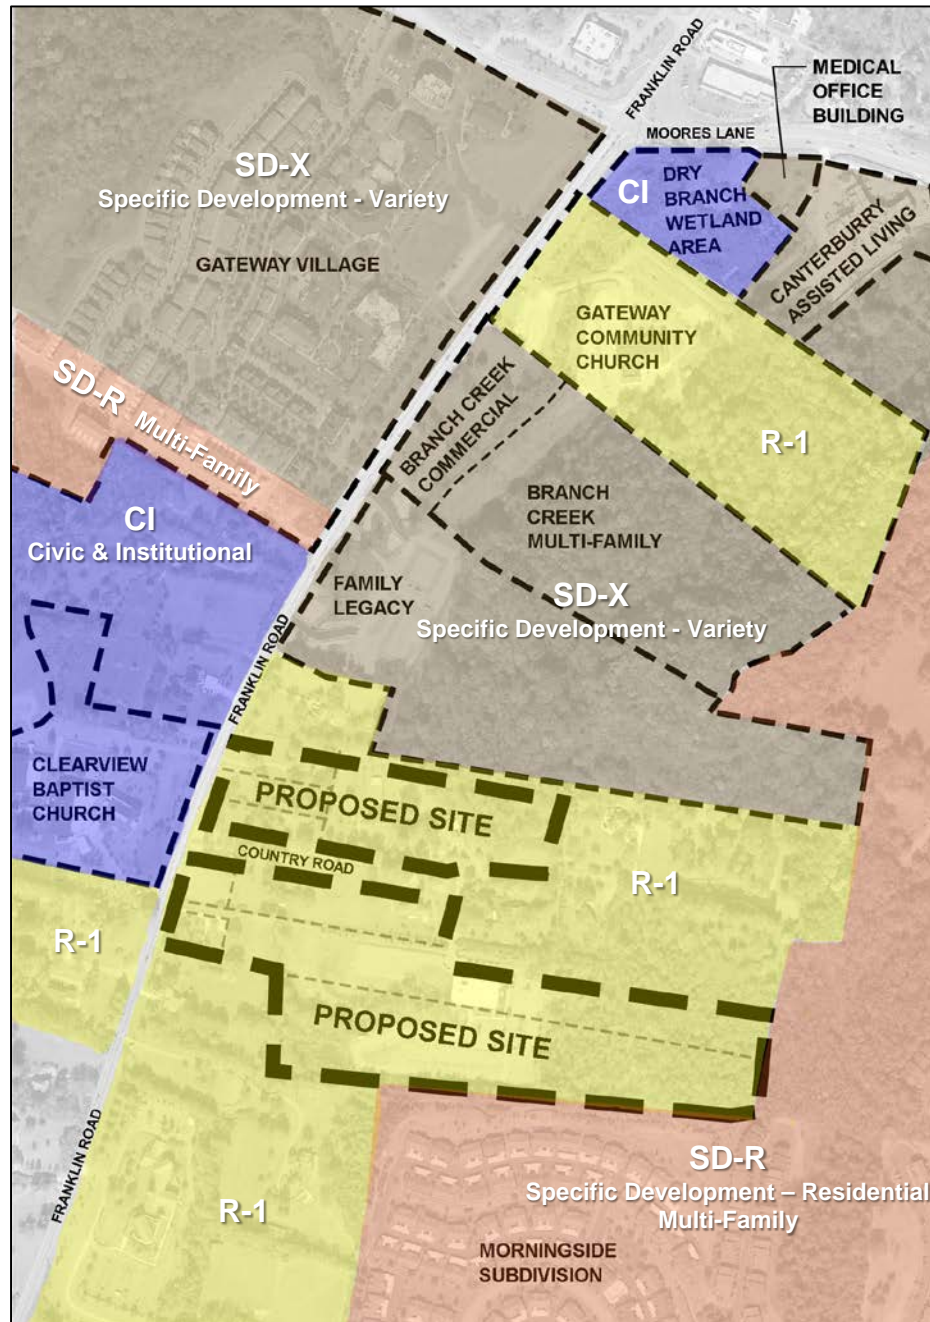 FRANKLIN ROAD
MEDICAL
OFFICE
BUILDING
MOORES LANE
SD-X
Specific Development - Variety
GATEWAY VILLAGE
CI
DRY
BRANCH
WETLAND
AREA
CANTERBURRY
ASSISTED LIVING
GATEWAY
COMMUNITY
CHURCH
R-1
SD-R Multi-Family
BRANCH CREEK
COMMERCIAL
BRANCH
CREEK
MULTI-FAMILY
CI
Civic & Institutional
FAMILY
LEGACY
SD-X
Specific Development - Variety
FRANKLIN ROAD
CLEARVIEW
BAPTIST
CHURCH
PROPOSED SITE
COUNTRY ROAD
R-1
R-1
PROPOSED SITE
FRANKLIN ROAD
SD-R
Specific Development – Residential
Multi-Family
R-1
MORNINGSIDE
SUBDIVISION